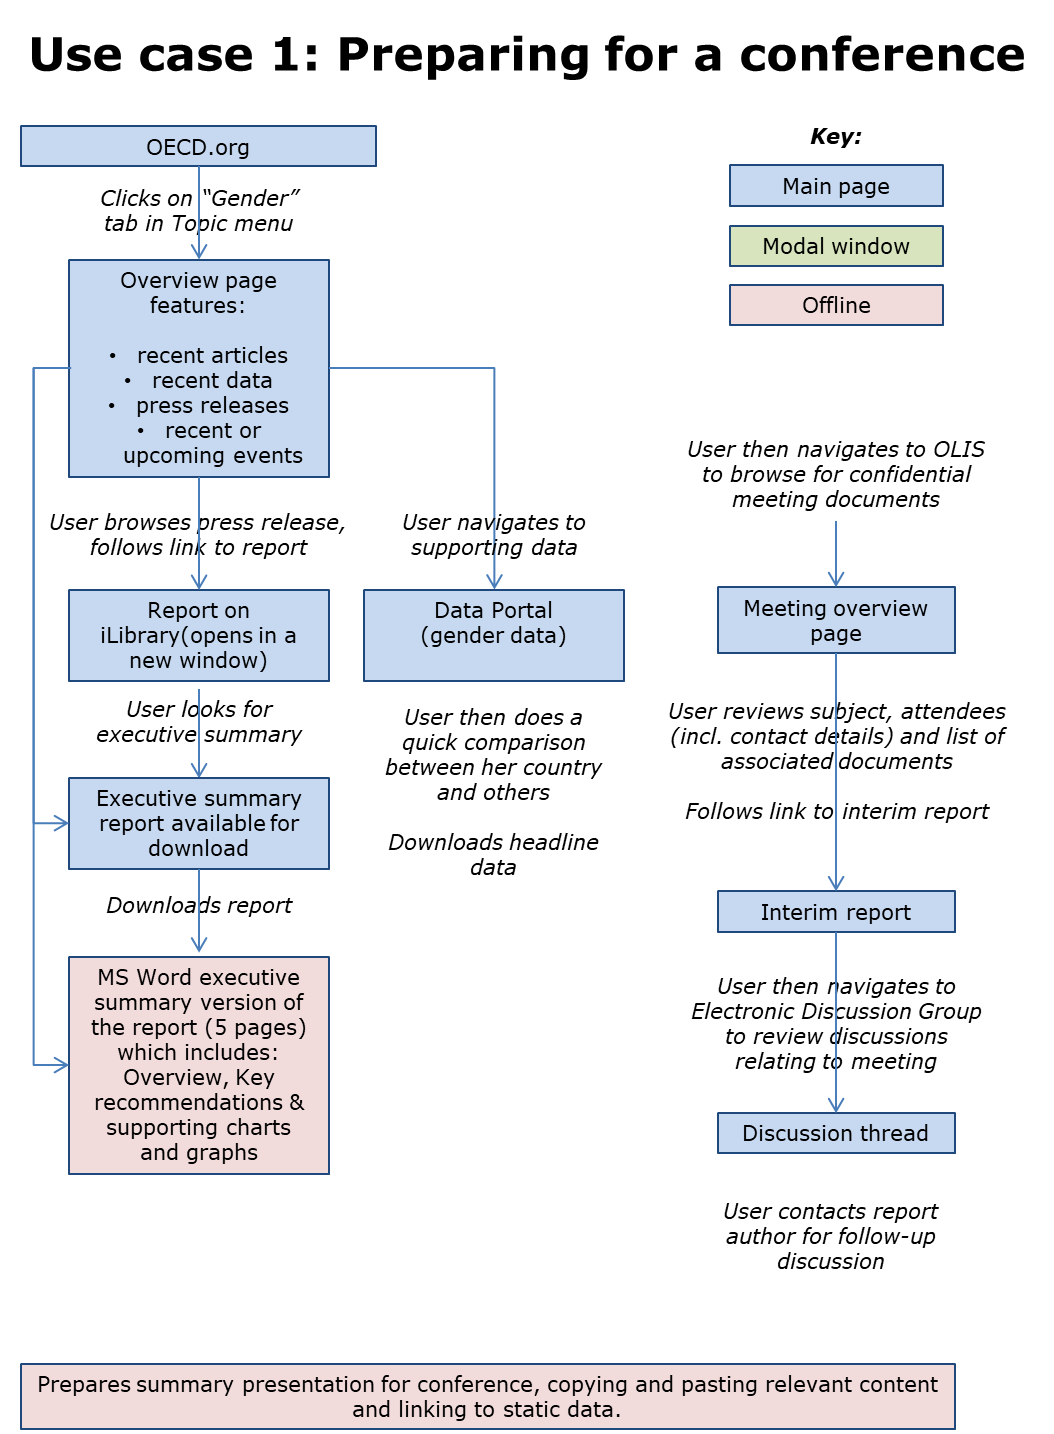 Use case 1: Preparing for a conference
OECD.org
Clicks on “Gender”
tab in Topic menu
Overview page
features:
• recent articles
• recent data
• press releases
• recent or
upcoming events
User browses press release,
follows link to report
User navigates to
supporting data
Report on
iLibrary(opens in a
new window)
Data Portal
(gender data)
User looks for
executive summary
User then does a
quick comparison
between her country
and others
Downloads headline
data
Executive summary
report available for
download
Downloads report
MS Word executive
summary version of
the report (5 pages)
which includes:
Overview, Key
recommendations &
supporting charts
and graphs
Key:
Main page
Modal window
Offline
User then navigates to OLIS
to browse for confidential
meeting documents
Meeting overview
page
User reviews subject, attendees
(incl. contact details) and list of
associated documents
Follows link to interim report
Interim report
User then navigates to
Electronic Discussion Group
to review discussions
relating to meeting
Discussion thread
User contacts report
author for follow-up
discussion
Prepares summary presentation for conference, copying and pasting relevant content
and linking to static data.